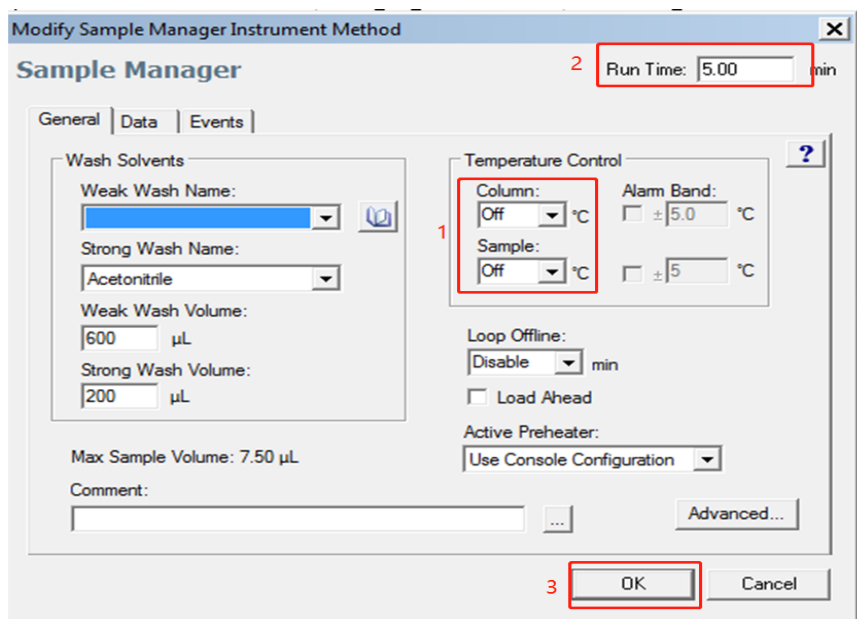 Modify Sample Manager Instrument Method
Sample Manager
2
Run Time: 5.00 min
General Data Events
?
Wash Solvents
Weak Wash Name:
Strong Wash Name:
Acetonitrile
Weak Wash Volume:
600 µL
Strong Wash Volume:
200 µL
Temperature Control
1
Column: Alarm Band:
Off °C ± 5.0 °C
Sample:
Off °C ± 5 °C
Loop Offline:
Disable min
Load Ahead
Active Preheater:
Use Console Configuration
Max Sample Volume: 7.50 µL
Comment:
...
Advanced...
3
OK Cancel